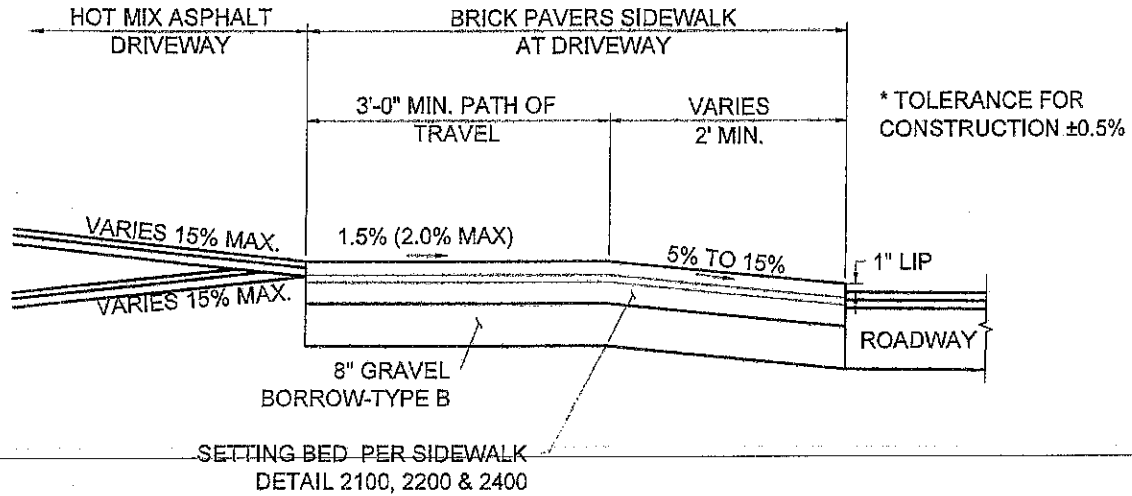 HOT MIX ASPHALT
DRIVEWAY
BRICK PAVERS SIDEWALK
AT DRIVEWAY
3'-0" MIN. PATH OF
TRAVEL
VARIES
2' MIN.
* TOLERANCE FOR
CONSTRUCTION ±0.5%
VARIES 15% MAX.
1.5% (2.0% MAX)
5% TO 15%
1" LIP
VARIES 15% MAX.
ROADWAY
8" GRAVEL
BORROW-TYPE B
SETTING BED PER SIDEWALK
DETAIL 2100, 2200 & 2400